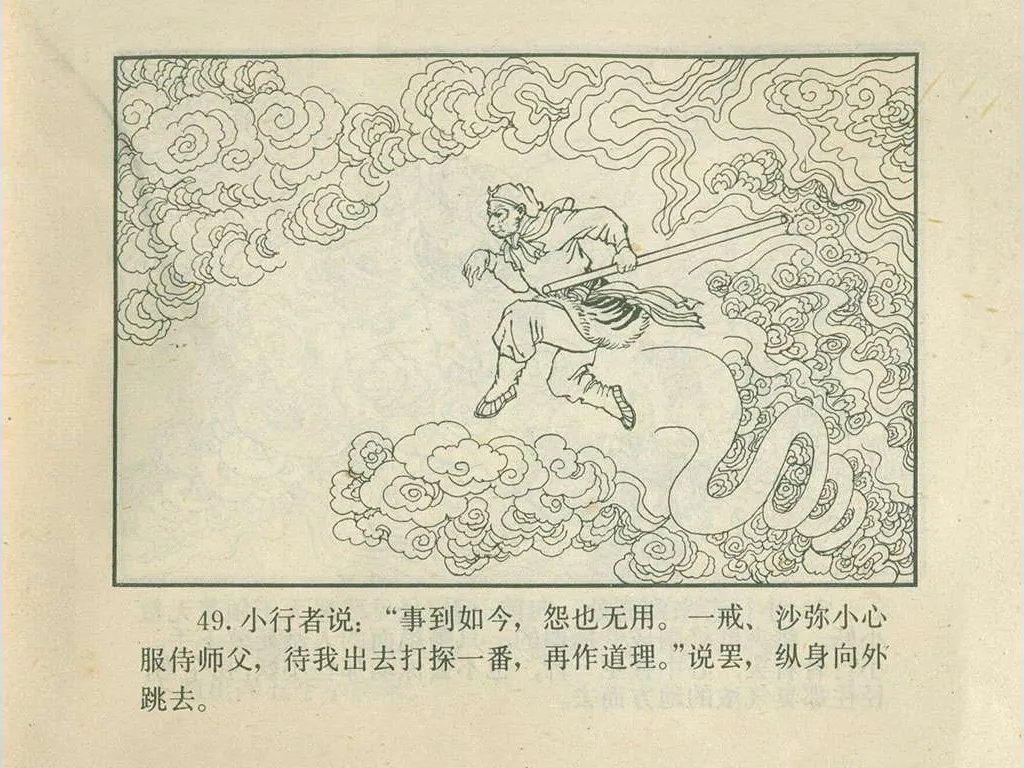 49.小行者说：“事到如今，怨也无用。一戒、沙弥小心
服侍师父，待我出去打探一番，再作道理。”说罢，纵身向外
跳去。